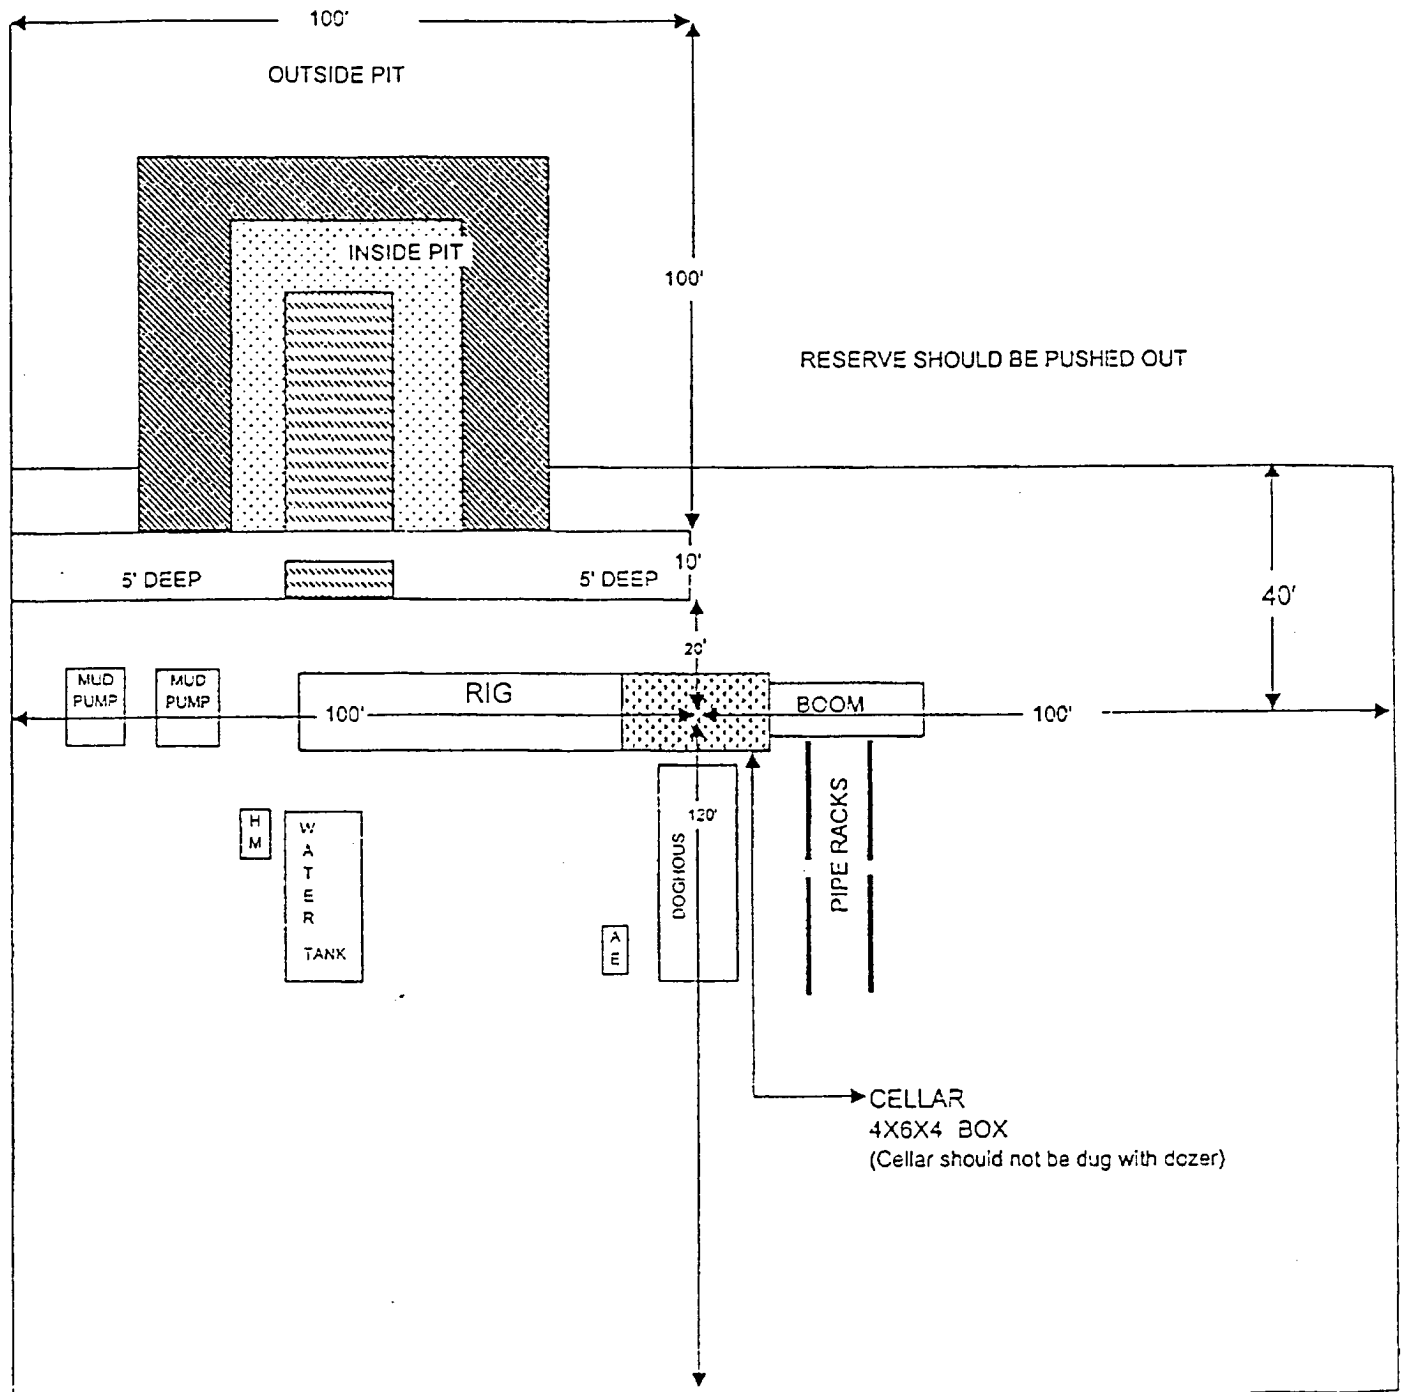 100'
OUTSIDE PIT
INSIDE PIT
100'
RESERVE SHOULD BE PUSHED OUT
10'
5' DEEP
5' DEEP
40'
20'
MUD
PUMP
MUD
PUMP
RIG
BOOM
100'
100'
H
M
W
A
T
E
R
TANK
120'
DOGHOUS
A
E
PIPE RACKS
CELLAR
4X6X4 BOX
(Cellar should not be dug with dozer)